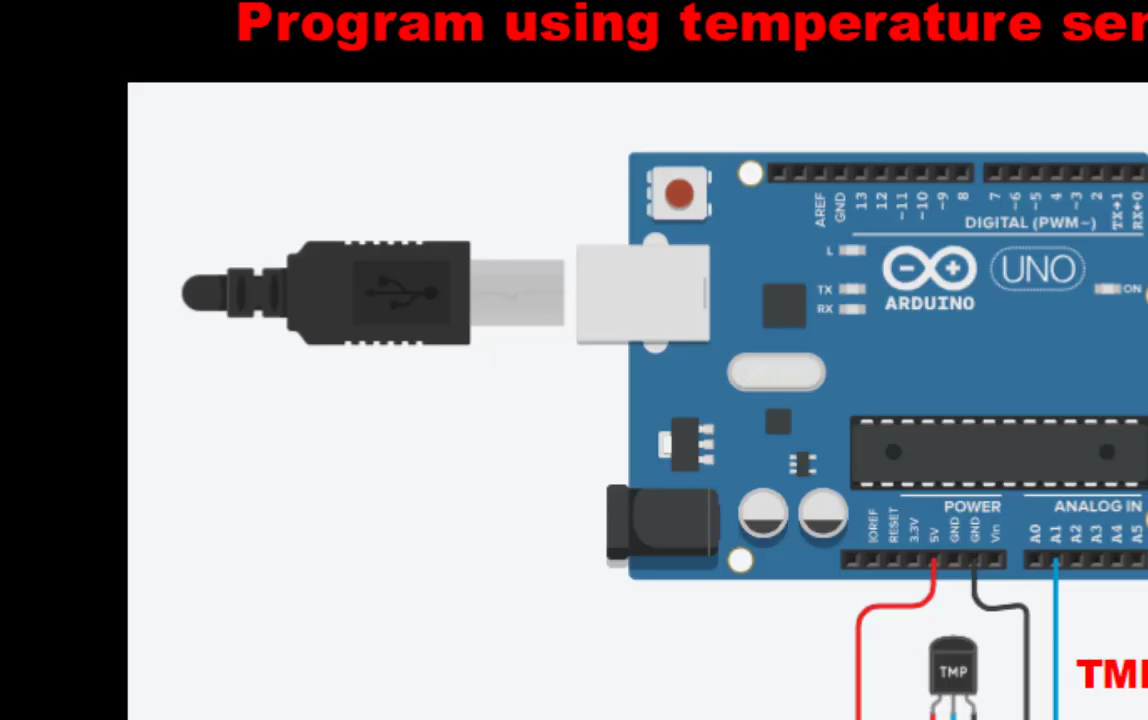 Program using temperature ser
AREF
GND
13
12
~11
~10
~9
8
7
~6
~5
4
~3
2
TX→1
RX←0
DIGITAL (PWM~)
L
TX
RX
UNO
ARDUINO
ON
POWER
ANALOG IN
IOREF
RESET
3.3V
5V
GND
GND
Vin
A0
A1
A2
A3
A4
A5
TMP
TMP